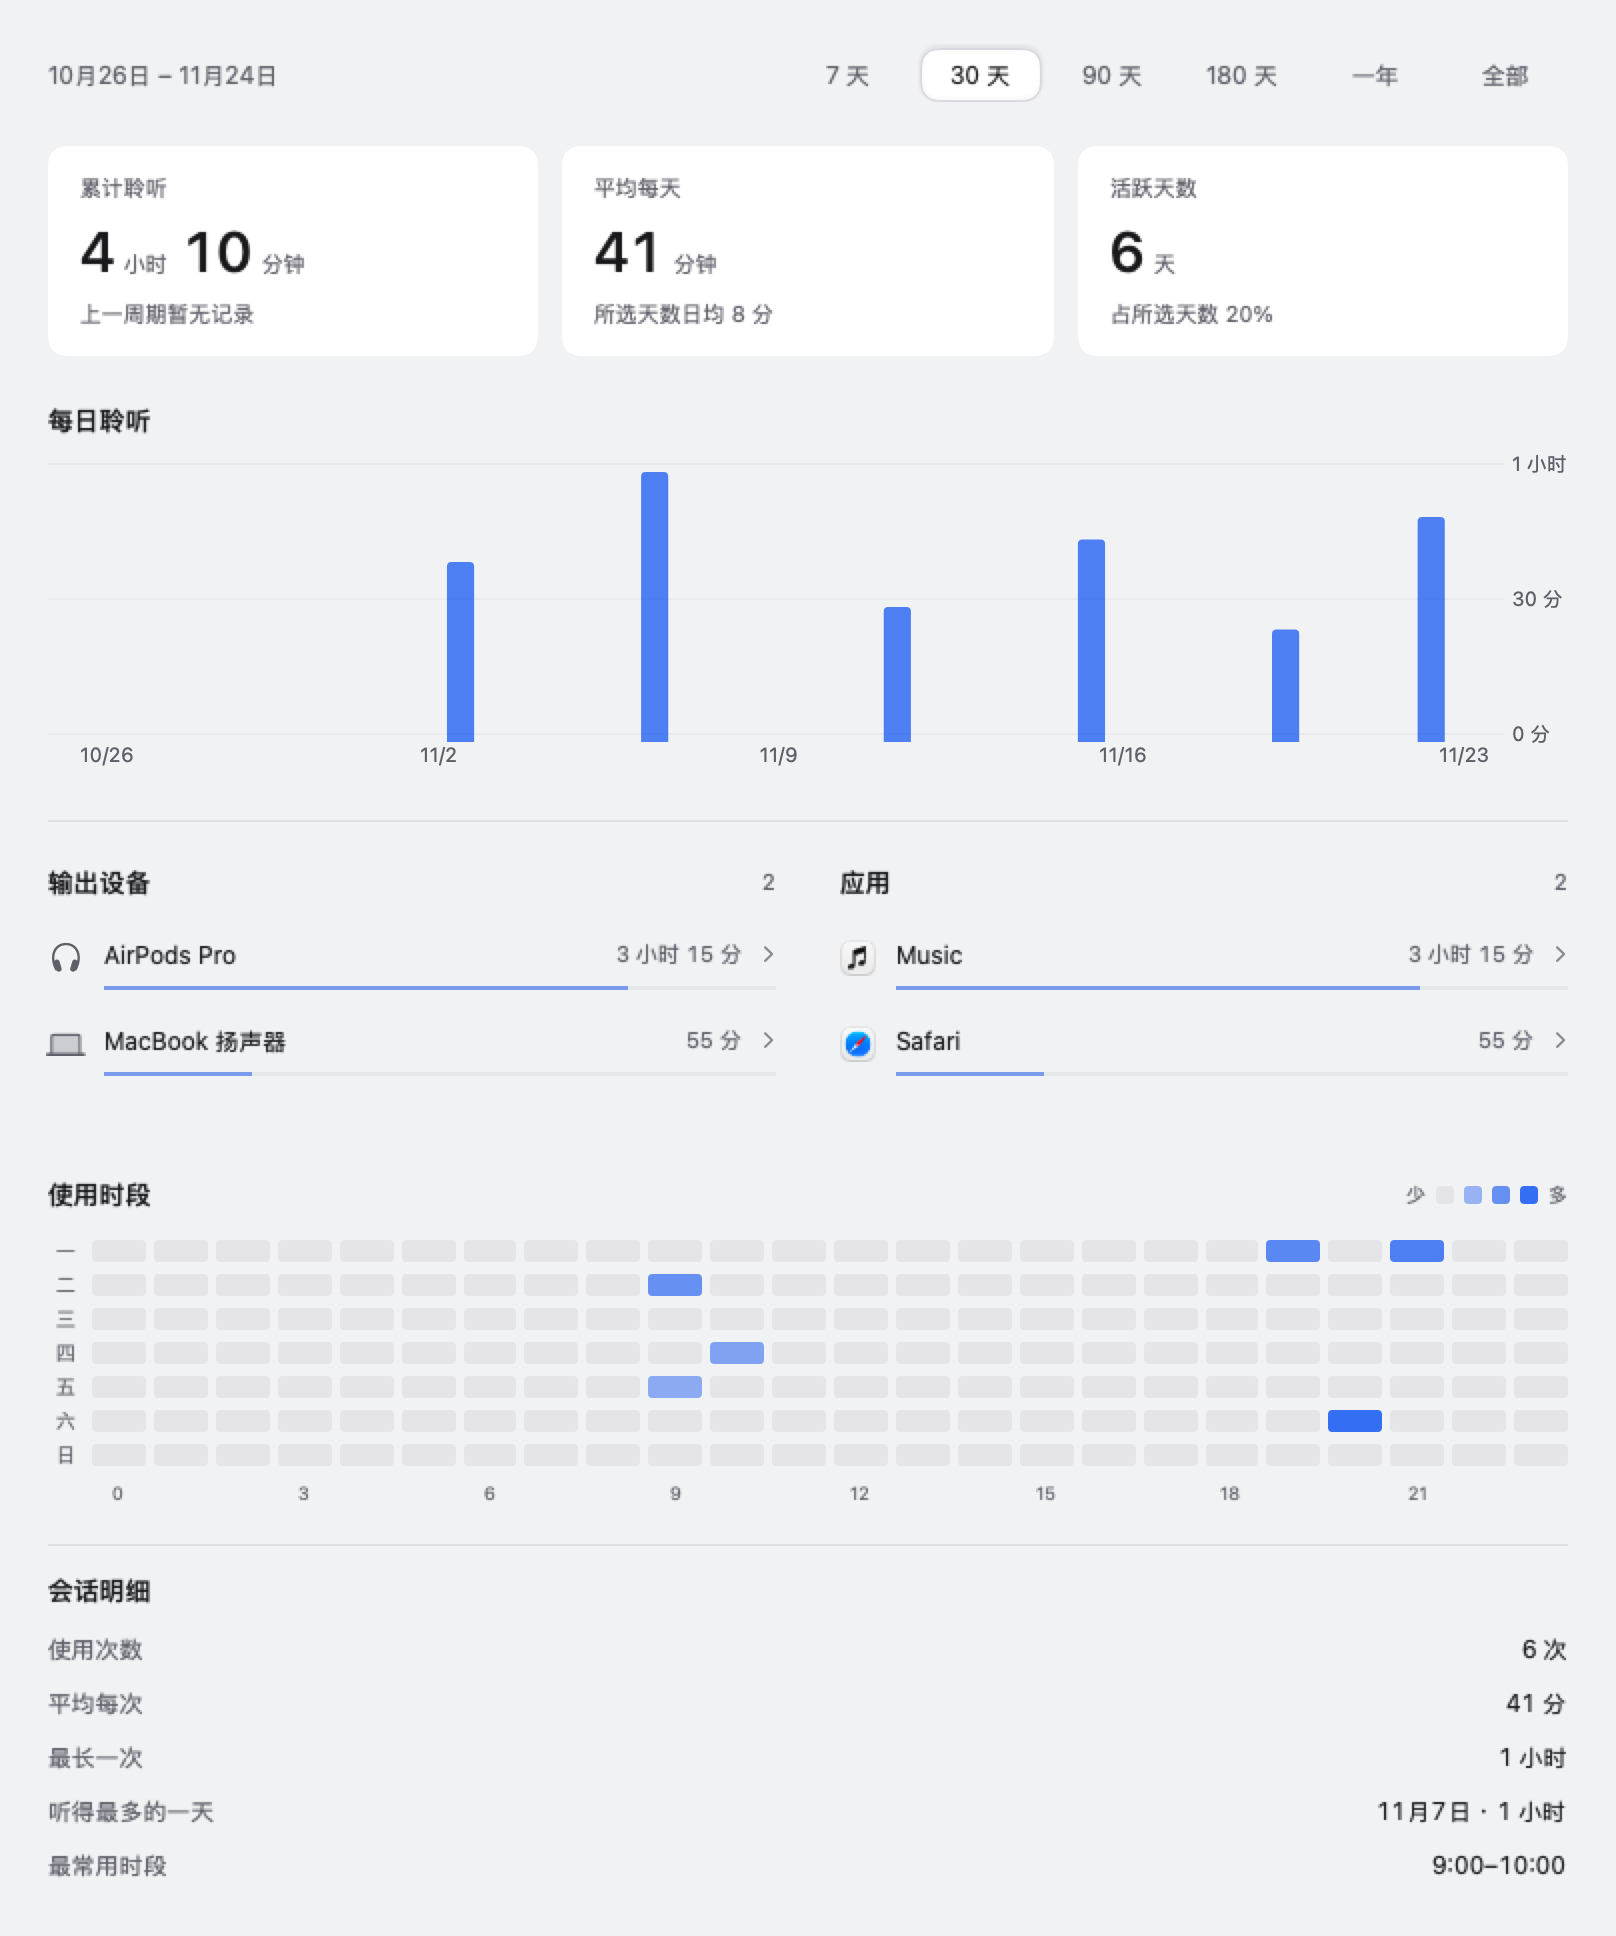 10月26日 – 11月24日
7 天 30 天 90 天 180 天 一年 全部
累计聆听
4 小时 10 分钟
上一周期暂无记录
平均每天
41 分钟
所选天数日均 8 分
活跃天数
6 天
占所选天数 20%
每日聆听
1 小时
30 分
0 分
10/26 11/2 11/9 11/16 11/23
输出设备 2
AirPods Pro 3 小时 15 分
MacBook 扬声器 55 分
应用 2
Music 3 小时 15 分
Safari 55 分
使用时段
少 多
一
二
三
四
五
六
日
0 3 6 9 12 15 18 21
会话明细
使用次数 6 次
平均每次 41 分
最长一次 1 小时
听得最多的一天 11月7日 · 1 小时
最常用时段 9:00–10:00